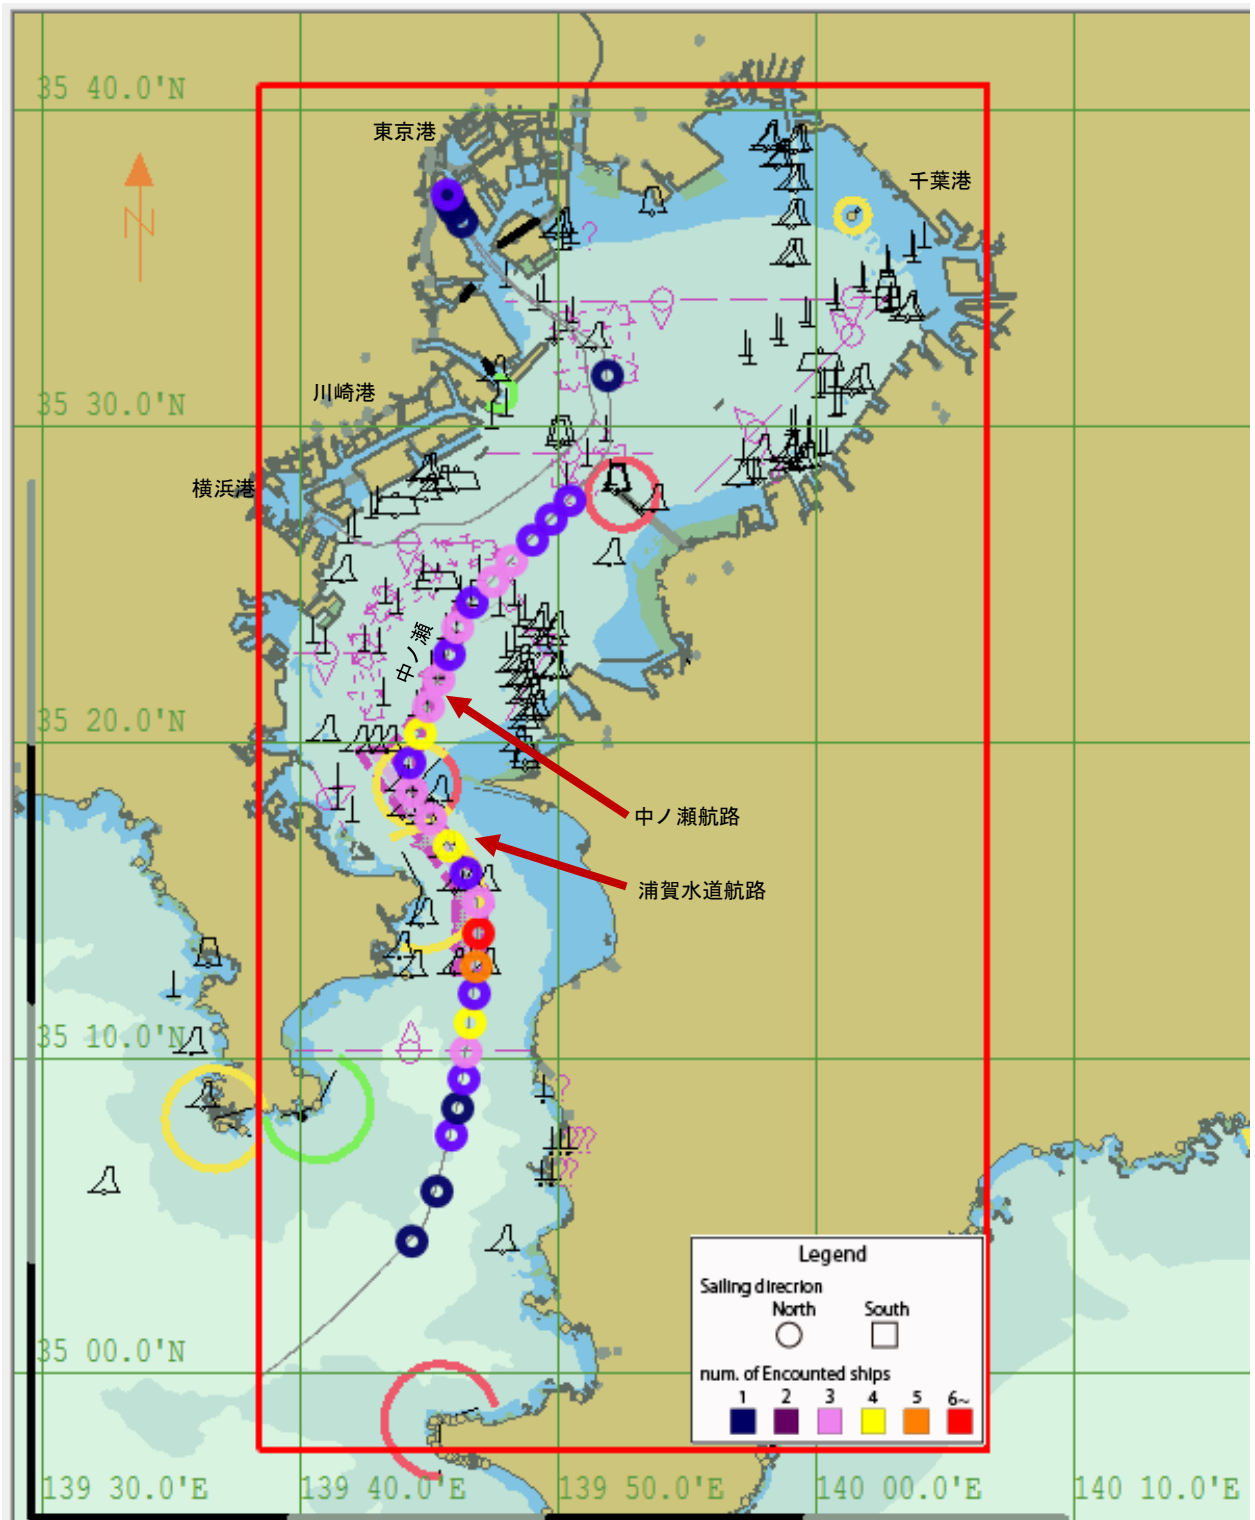 35 40.0'N
東京港
千葉港
N
川崎港
35 30.0'N
横浜港
中ノ瀬
35 20.0'N
中ノ瀬航路
浦賀水道航路
35 10.0'N
Legend
Sailing direcrion
North South
35 00.0'N
num. of Encounted ships
1 2 3 4 5 6~
139 30.0'E 139 40.0'E 139 50.0'E 140 00.0'E 140 10.0'E